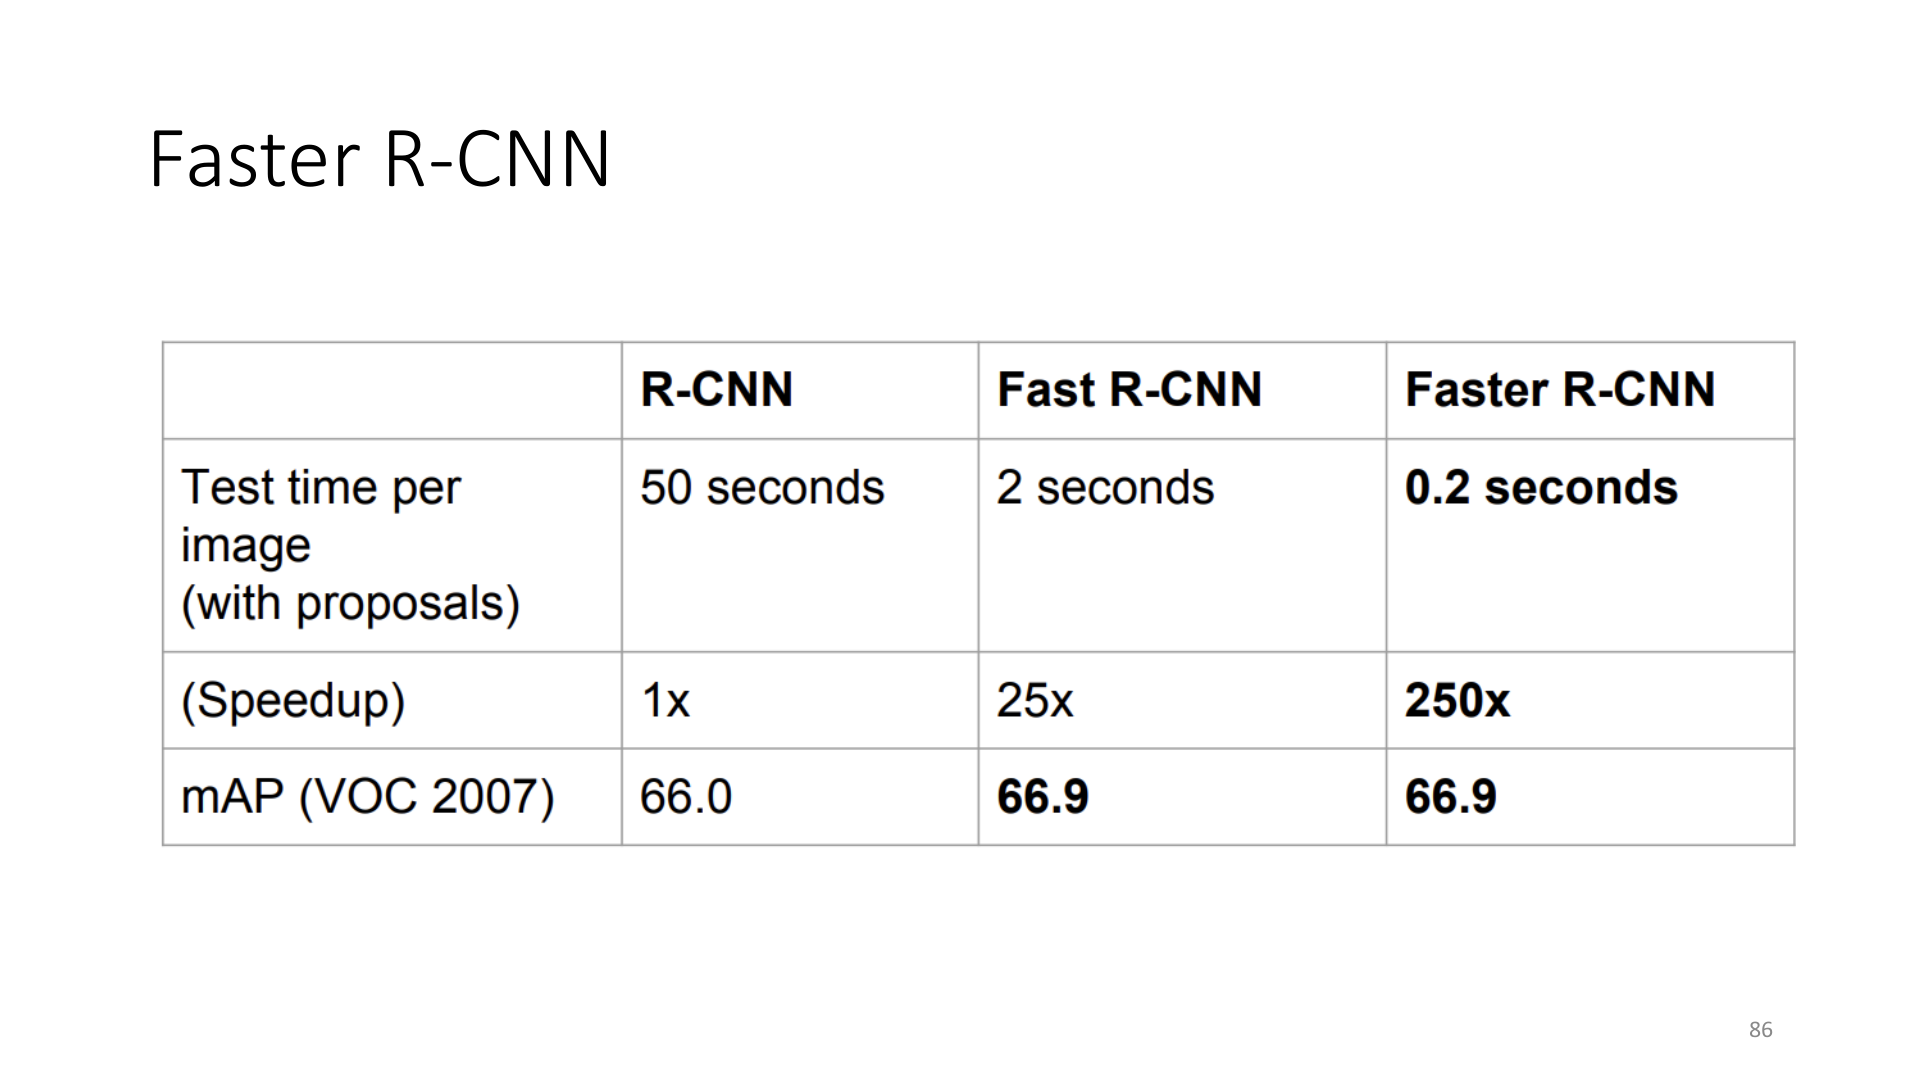 Faster R-CNN
R-CNN Fast R-CNN Faster R-CNN
Test time per 50 seconds 2 seconds 0.2 seconds
image
(with proposals)
(Speedup) 1x 25x 250x
mAP (VOC 2007) 66.0 66.9 66.9
86